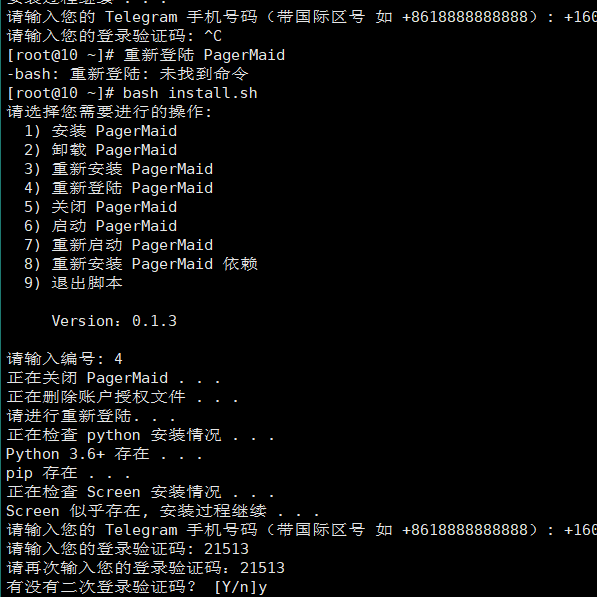 安装过程继续 . . .
请输入您的 Telegram 手机号码（带国际区号 如 +8618888888888）: +160
请输入您的登录验证码: ^C
[root@10 ~]# 重新登陆 PagerMaid
-bash: 重新登陆: 未找到命令
[root@10 ~]# bash install.sh
请选择您需要进行的操作:
1) 安装 PagerMaid
2) 卸载 PagerMaid
3) 重新安装 PagerMaid
4) 重新登陆 PagerMaid
5) 关闭 PagerMaid
6) 启动 PagerMaid
7) 重新启动 PagerMaid
8) 重新安装 PagerMaid 依赖
9) 退出脚本
Version：0.1.3
请输入编号: 4
正在关闭 PagerMaid . . .
正在删除账户授权文件 . . .
请进行重新登陆. . .
正在检查 python 安装情况 . . .
Python 3.6+ 存在 . . .
pip 存在 . . .
正在检查 Screen 安装情况 . . .
Screen 似乎存在, 安装过程继续 . . .
请输入您的 Telegram 手机号码（带国际区号 如 +8618888888888）: +160
请输入您的登录验证码: 21513
请再次输入您的登录验证码：21513
有没有二次登录验证码？ [Y/n]y